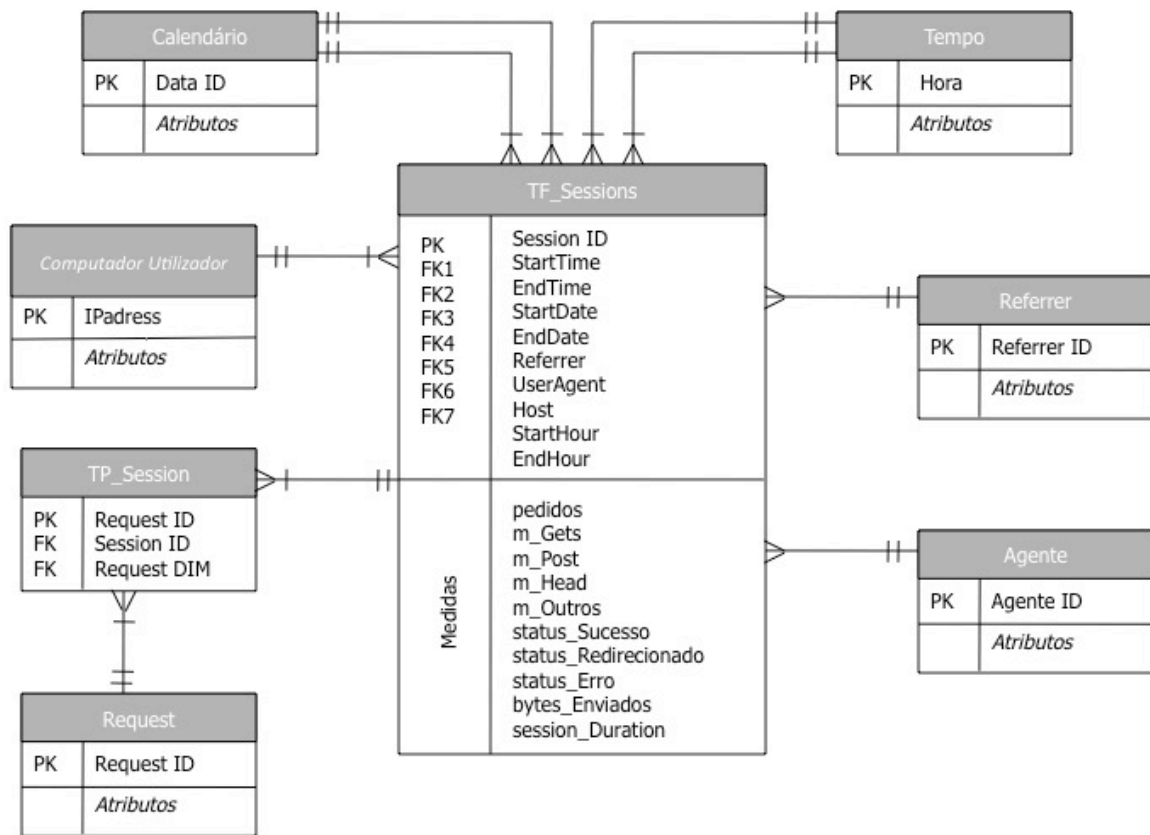 Calendário
PK Data ID
Atributos
Tempo
PK Hora
Atributos
TF_Sessions
PK Session ID
FK1 StartTime
FK2 EndTime
FK3 StartDate
FK4 EndDate
FK5 Referrer
FK6 UserAgent
FK7 Host
StartHour
EndHour
Medidas
pedidos
m_Gets
m_Post
m_Head
m_Outros
status_Sucesso
status_Redirecionado
status_Erro
bytes_Enviados
session_Duration
Computador Utilizador
PK IPadress
Atributos
Referrer
PK Referrer ID
Atributos
TP_Session
PK Request ID
FK Session ID
FK Request DIM
Agente
PK Agente ID
Atributos
Request
PK Request ID
Atributos